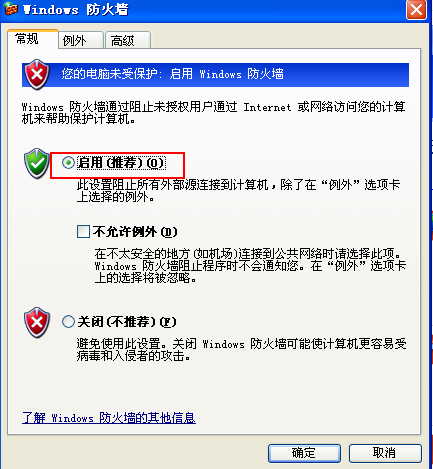 Windows 防火墙
常规 例外 高级
您的电脑未受保护: 启用 Windows 防火墙
Windows 防火墙通过阻止未授权用户通过 Internet 或网络访问您的计算
机来帮助保护计算机。
启用(推荐)(O)
此设置阻止所有外部源连接到计算机，除了在“例外”选项卡
上选择的例外。
不允许例外(D)
在不太安全的地方(如机场)连接到公共网络时请选择此项。
Windows 防火墙阻止程序时不会通知您。在“例外”选项卡
上的选择将被忽略。
关闭(不推荐)(F)
避免使用此设置。关闭 Windows 防火墙可能使计算机更容易受
病毒和入侵者的攻击。
了解 Windows 防火墙的其他信息
确定 取消